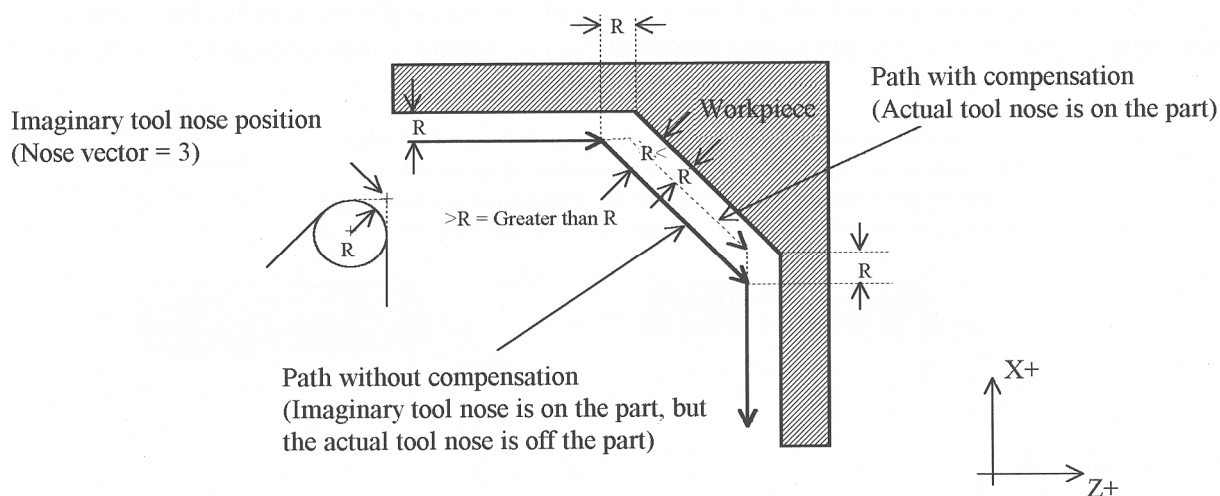 R
Path with compensation
(Actual tool nose is on the part)
Workpiece
Imaginary tool nose position
(Nose vector = 3)
R
R<
R
>R = Greater than R
R
R
Path without compensation
(Imaginary tool nose is on the part, but
the actual tool nose is off the part)
X+
Z+